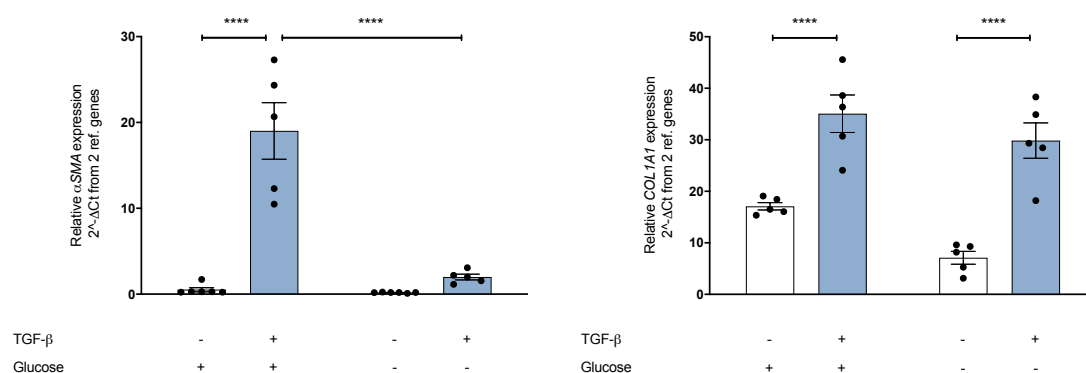 **** ****
Relative αSMA expression
2^-ΔCt from 2 ref. genes
30
20
10
0
TGF-β - + - +
Glucose + + - -
**** ****
Relative COL1A1 expression
2^-ΔCt from 2 ref. genes
50
40
30
20
10
0
TGF-β - + - +
Glucose + + - -